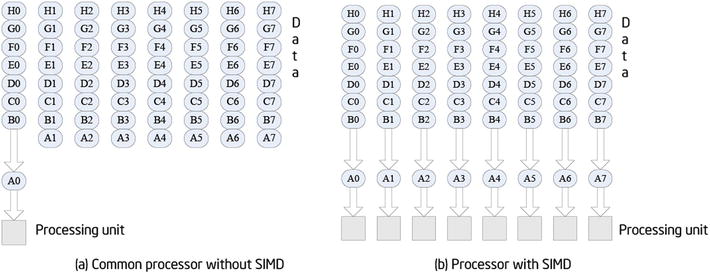 H0 H1 H2 H3 H4 H5 H6 H7
G0 G1 G2 G3 G4 G5 G6 G7
F0 F1 F2 F3 F4 F5 F6 F7
E0 E1 E2 E3 E4 E5 E6 E7
D0 D1 D2 D3 D4 D5 D6 D7
C0 C1 C2 C3 C4 C5 C6 C7
B0 B1 B2 B3 B4 B5 B6 B7
A1 A2 A3 A4 A5 A6 A7
A0
Data
Processing unit
(a) Common processor without SIMD
H0 H1 H2 H3 H4 H5 H6 H7
G0 G1 G2 G3 G4 G5 G6 G7
F0 F1 F2 F3 F4 F5 F6 F7
E0 E1 E2 E3 E4 E5 E6 E7
D0 D1 D2 D3 D4 D5 D6 D7
C0 C1 C2 C3 C4 C5 C6 C7
B0 B1 B2 B3 B4 B5 B6 B7
A0 A1 A2 A3 A4 A5 A6 A7
Data
Processing unit
(b) Processor with SIMD